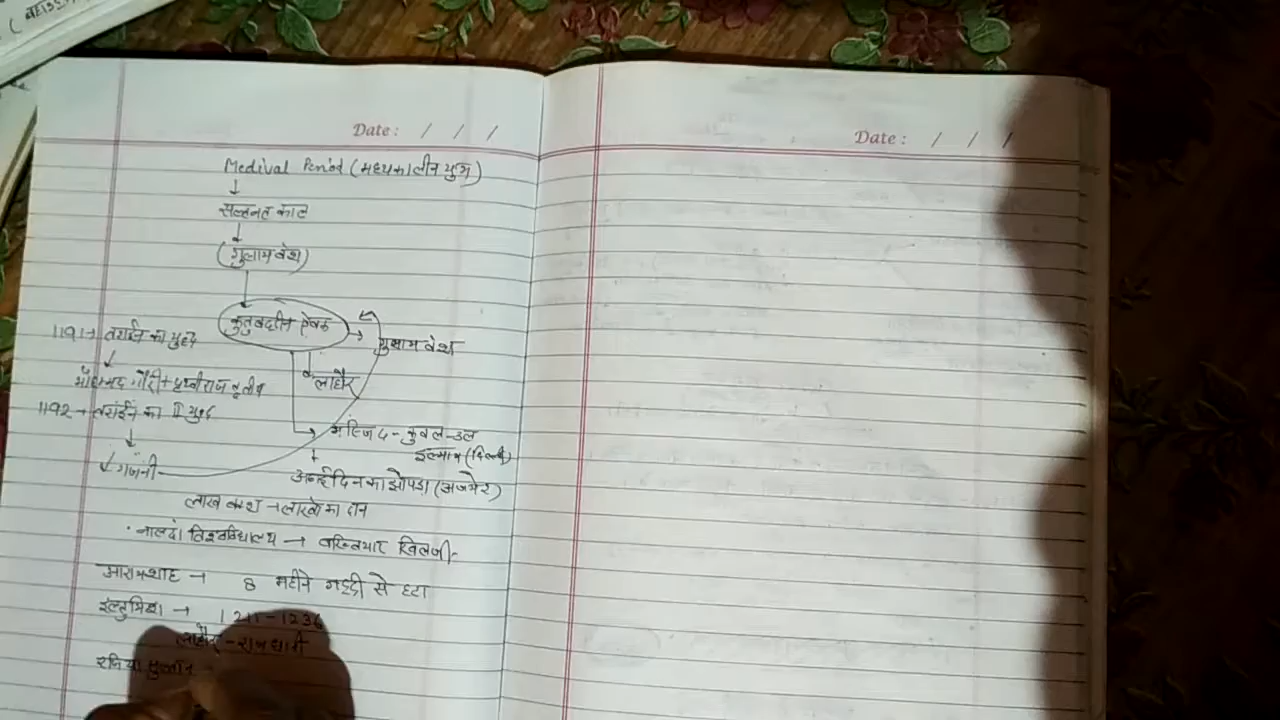 Date : / / /
Date : / / /
Medival Period (मध्यकालीन युग)
सल्तनत काल
(गुलाम वंश)
कुतुबद्दीन ऐबक
गुलाम वंश
1191 → तराईन का युद्ध
लाहौर
मोहम्मद गौरी + पृथ्वीराज तृतीय
1192 → तराईन का II युद्ध
मस्जिद - कुवल-उल
इस्लाम (दिल्ली)
गजनी
अढाई दिन का झोपडा (अजमेर)
लाख बख्श → लाखो का दान
नालदां विश्वविधालय → बख्तियार खिलजी
आरामशाह → 8 महीने गद्दी से हटा
इल्तुतमिश → 1211-1236
लाहौर - राजधानी
रजिया सुल्तान